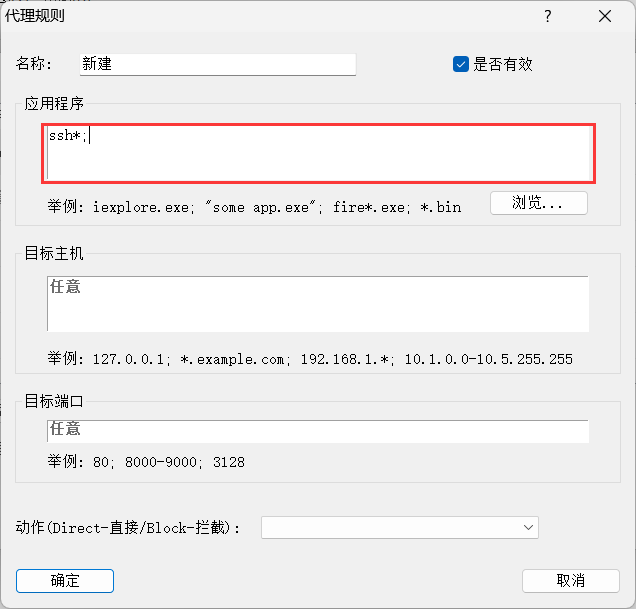 代理规则 ?
名称: 新建 是否有效
应用程序
ssh*;
举例: iexplore.exe; "some app.exe"; fire*.exe; *.bin 浏览...
目标主机
任意
举例: 127.0.0.1; *.example.com; 192.168.1.*; 10.1.0.0-10.5.255.255
目标端口
任意
举例: 80; 8000-9000; 3128
动作(Direct-直接/Block-拦截):
确定 取消